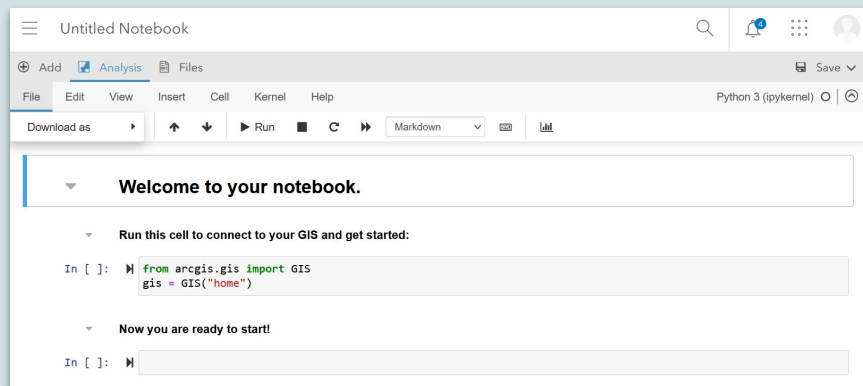 Untitled Notebook
4
Add Analysis Files Save
File Edit View Insert Cell Kernel Help Python 3 (ipykernel)
Download as Run Markdown
Welcome to your notebook.
Run this cell to connect to your GIS and get started:
In [ ]: from arcgis.gis import GIS
gis = GIS("home")
Now you are ready to start!
In [ ]: